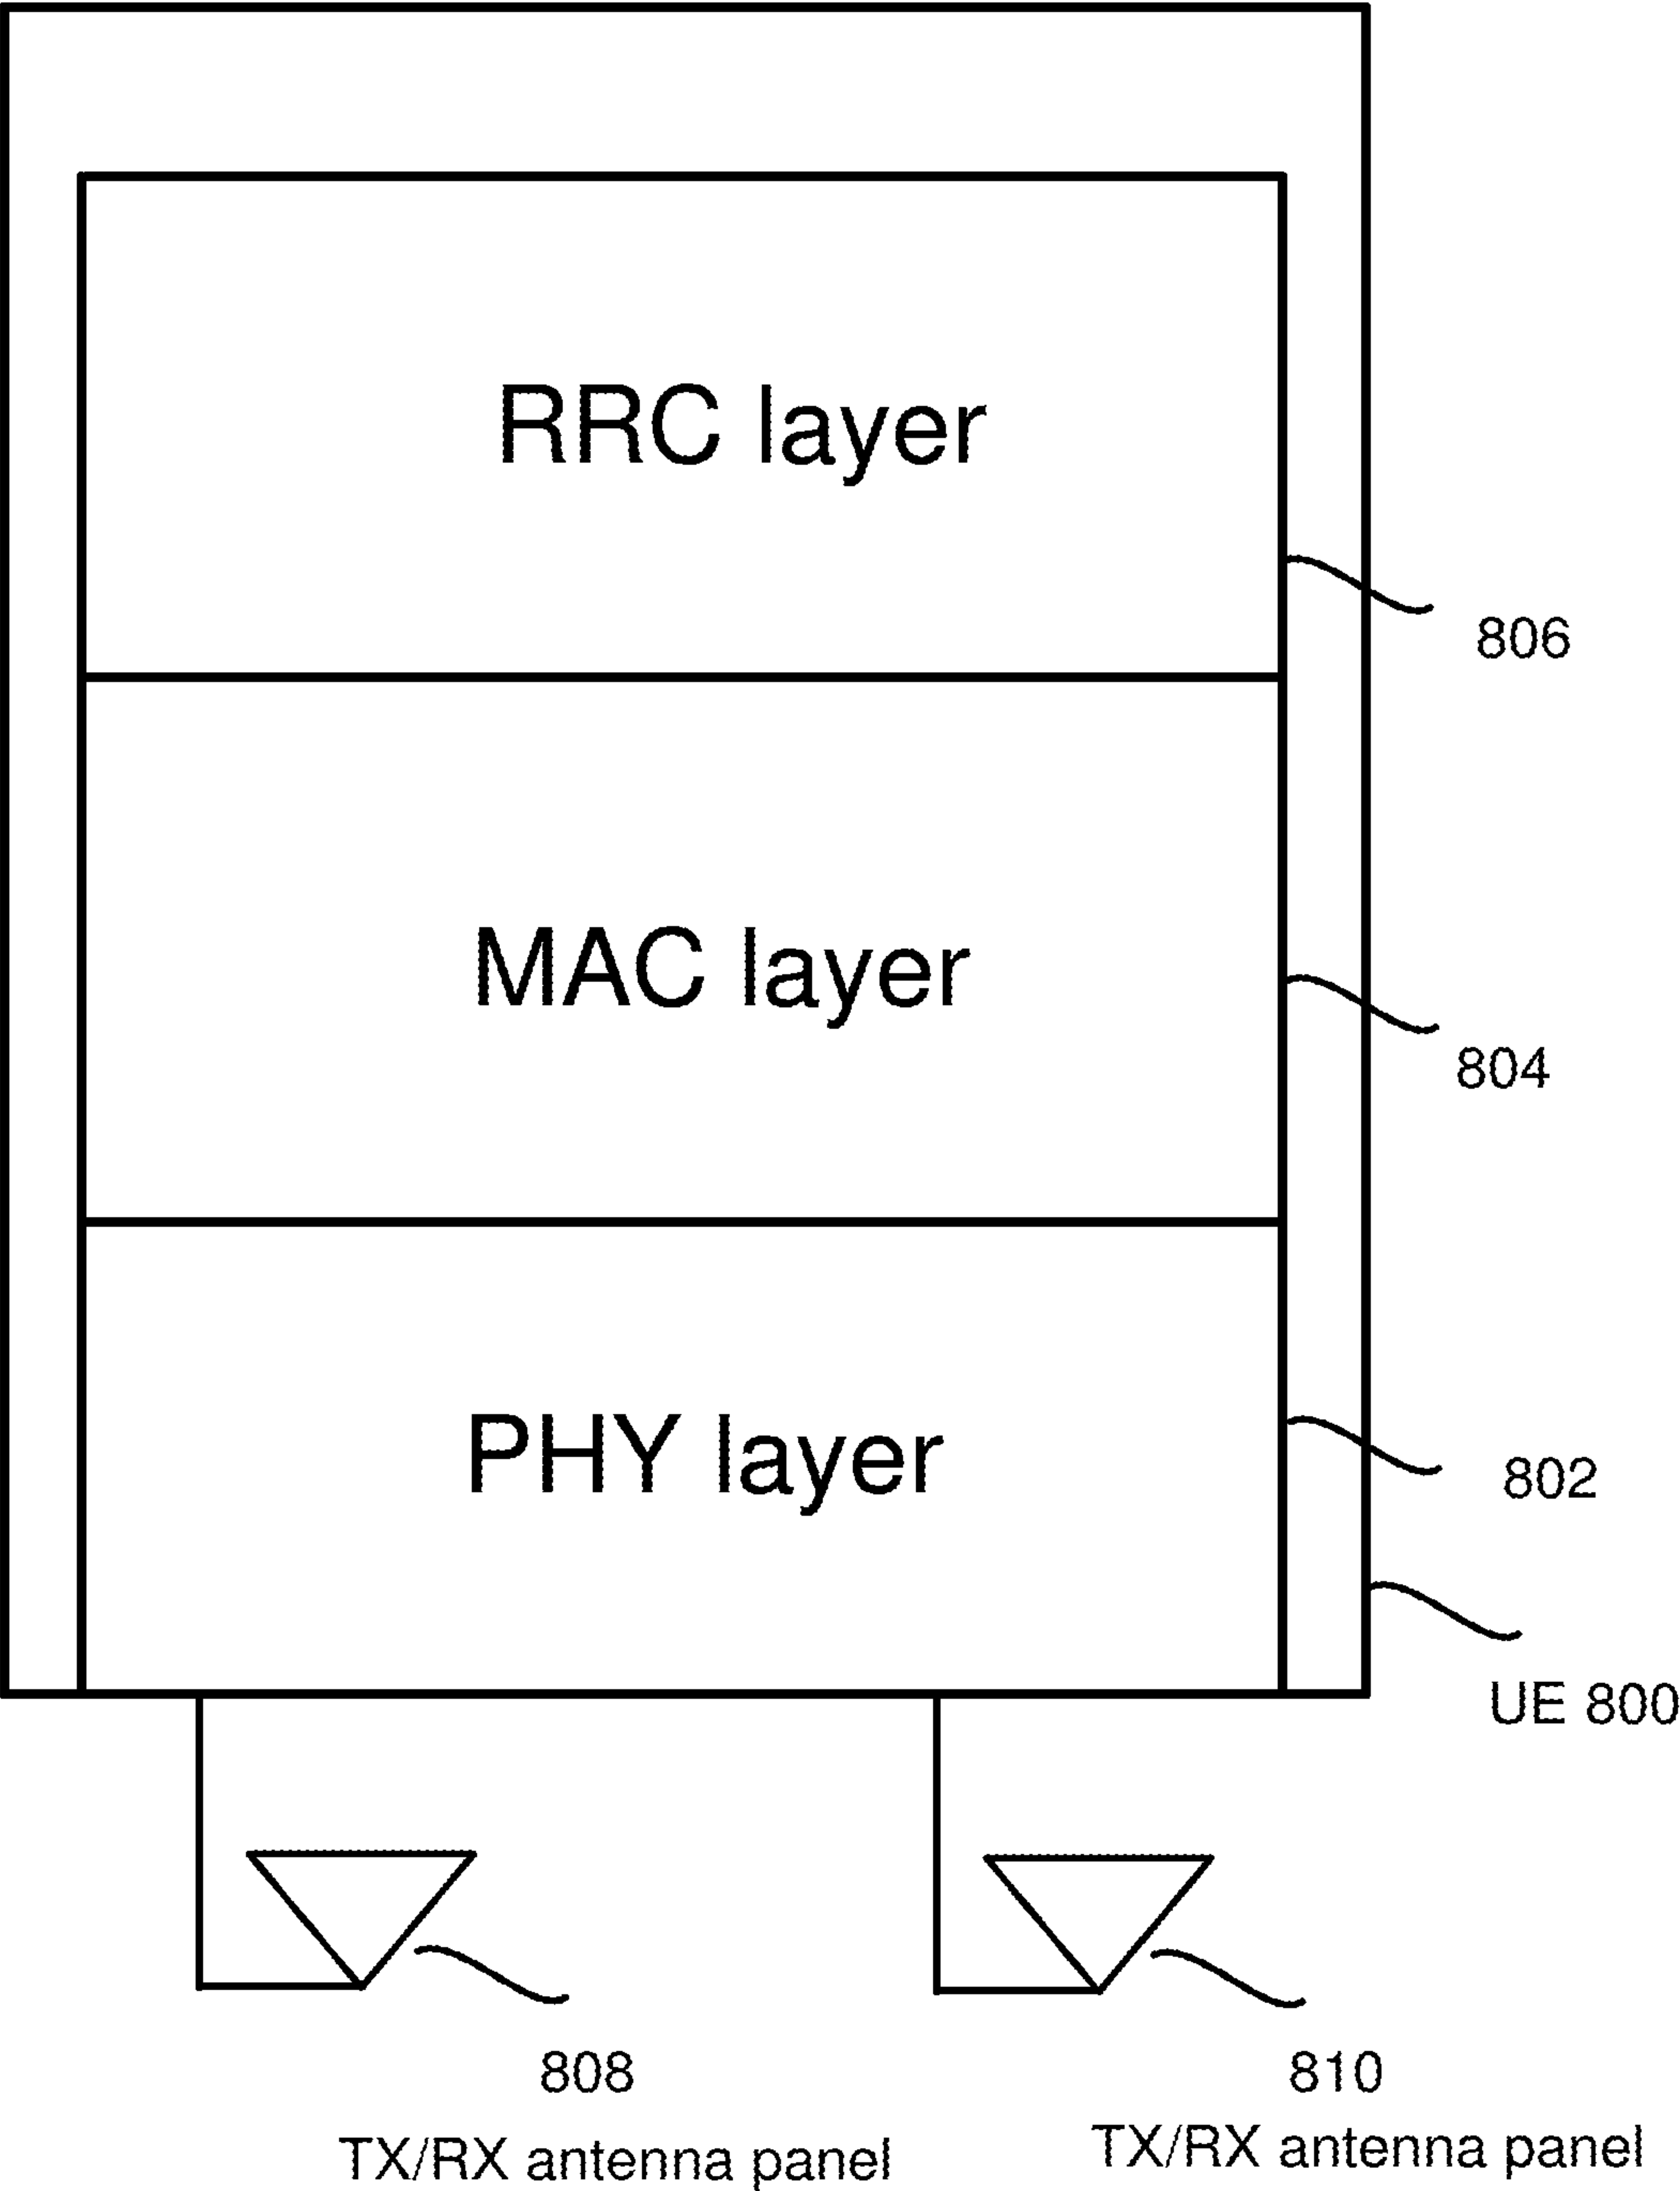 RRC layer
806
MAC layer
804
PHY layer
802
UE 800
808
TX/RX antenna panel
810
TX/RX antenna panel